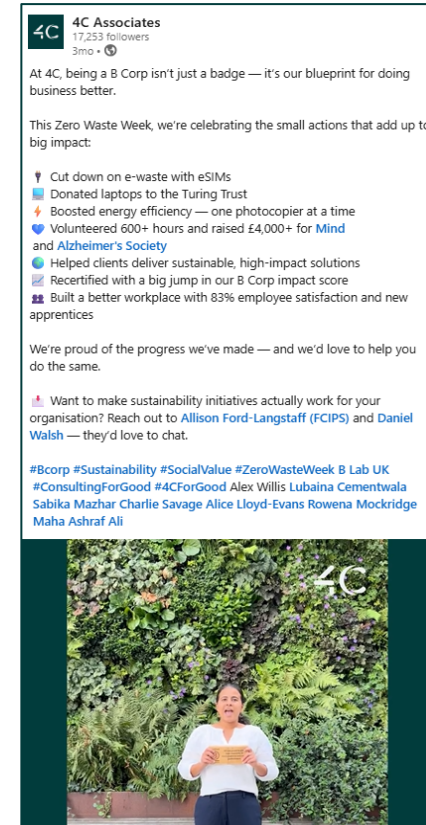 4C
4C Associates
17,253 followers
3mo •
At 4C, being a B Corp isn't just a badge — it's our blueprint for doing
business better.
This Zero Waste Week, we're celebrating the small actions that add up to
big impact:
Cut down on e-waste with eSIMs
Donated laptops to the Turing Trust
Boosted energy efficiency — one photocopier at a time
Volunteered 600+ hours and raised £4,000+ for Mind
and Alzheimer's Society
Helped clients deliver sustainable, high-impact solutions
Recertified with a big jump in our B Corp impact score
Built a better workplace with 83% employee satisfaction and new
apprentices
We're proud of the progress we've made — and we'd love to help you
do the same.
Want to make sustainability initiatives actually work for your
organisation? Reach out to Allison Ford-Langstaff (FCIPS) and Daniel
Walsh — they'd love to chat.
#Bcorp #Sustainability #SocialValue #ZeroWasteWeek B Lab UK
#ConsultingForGood #4CForGood Alex Willis Lubaina Cementwala
Sabika Mazhar Charlie Savage Alice Lloyd-Evans Rowena Mockridge
Maha Ashraf Ali
4C